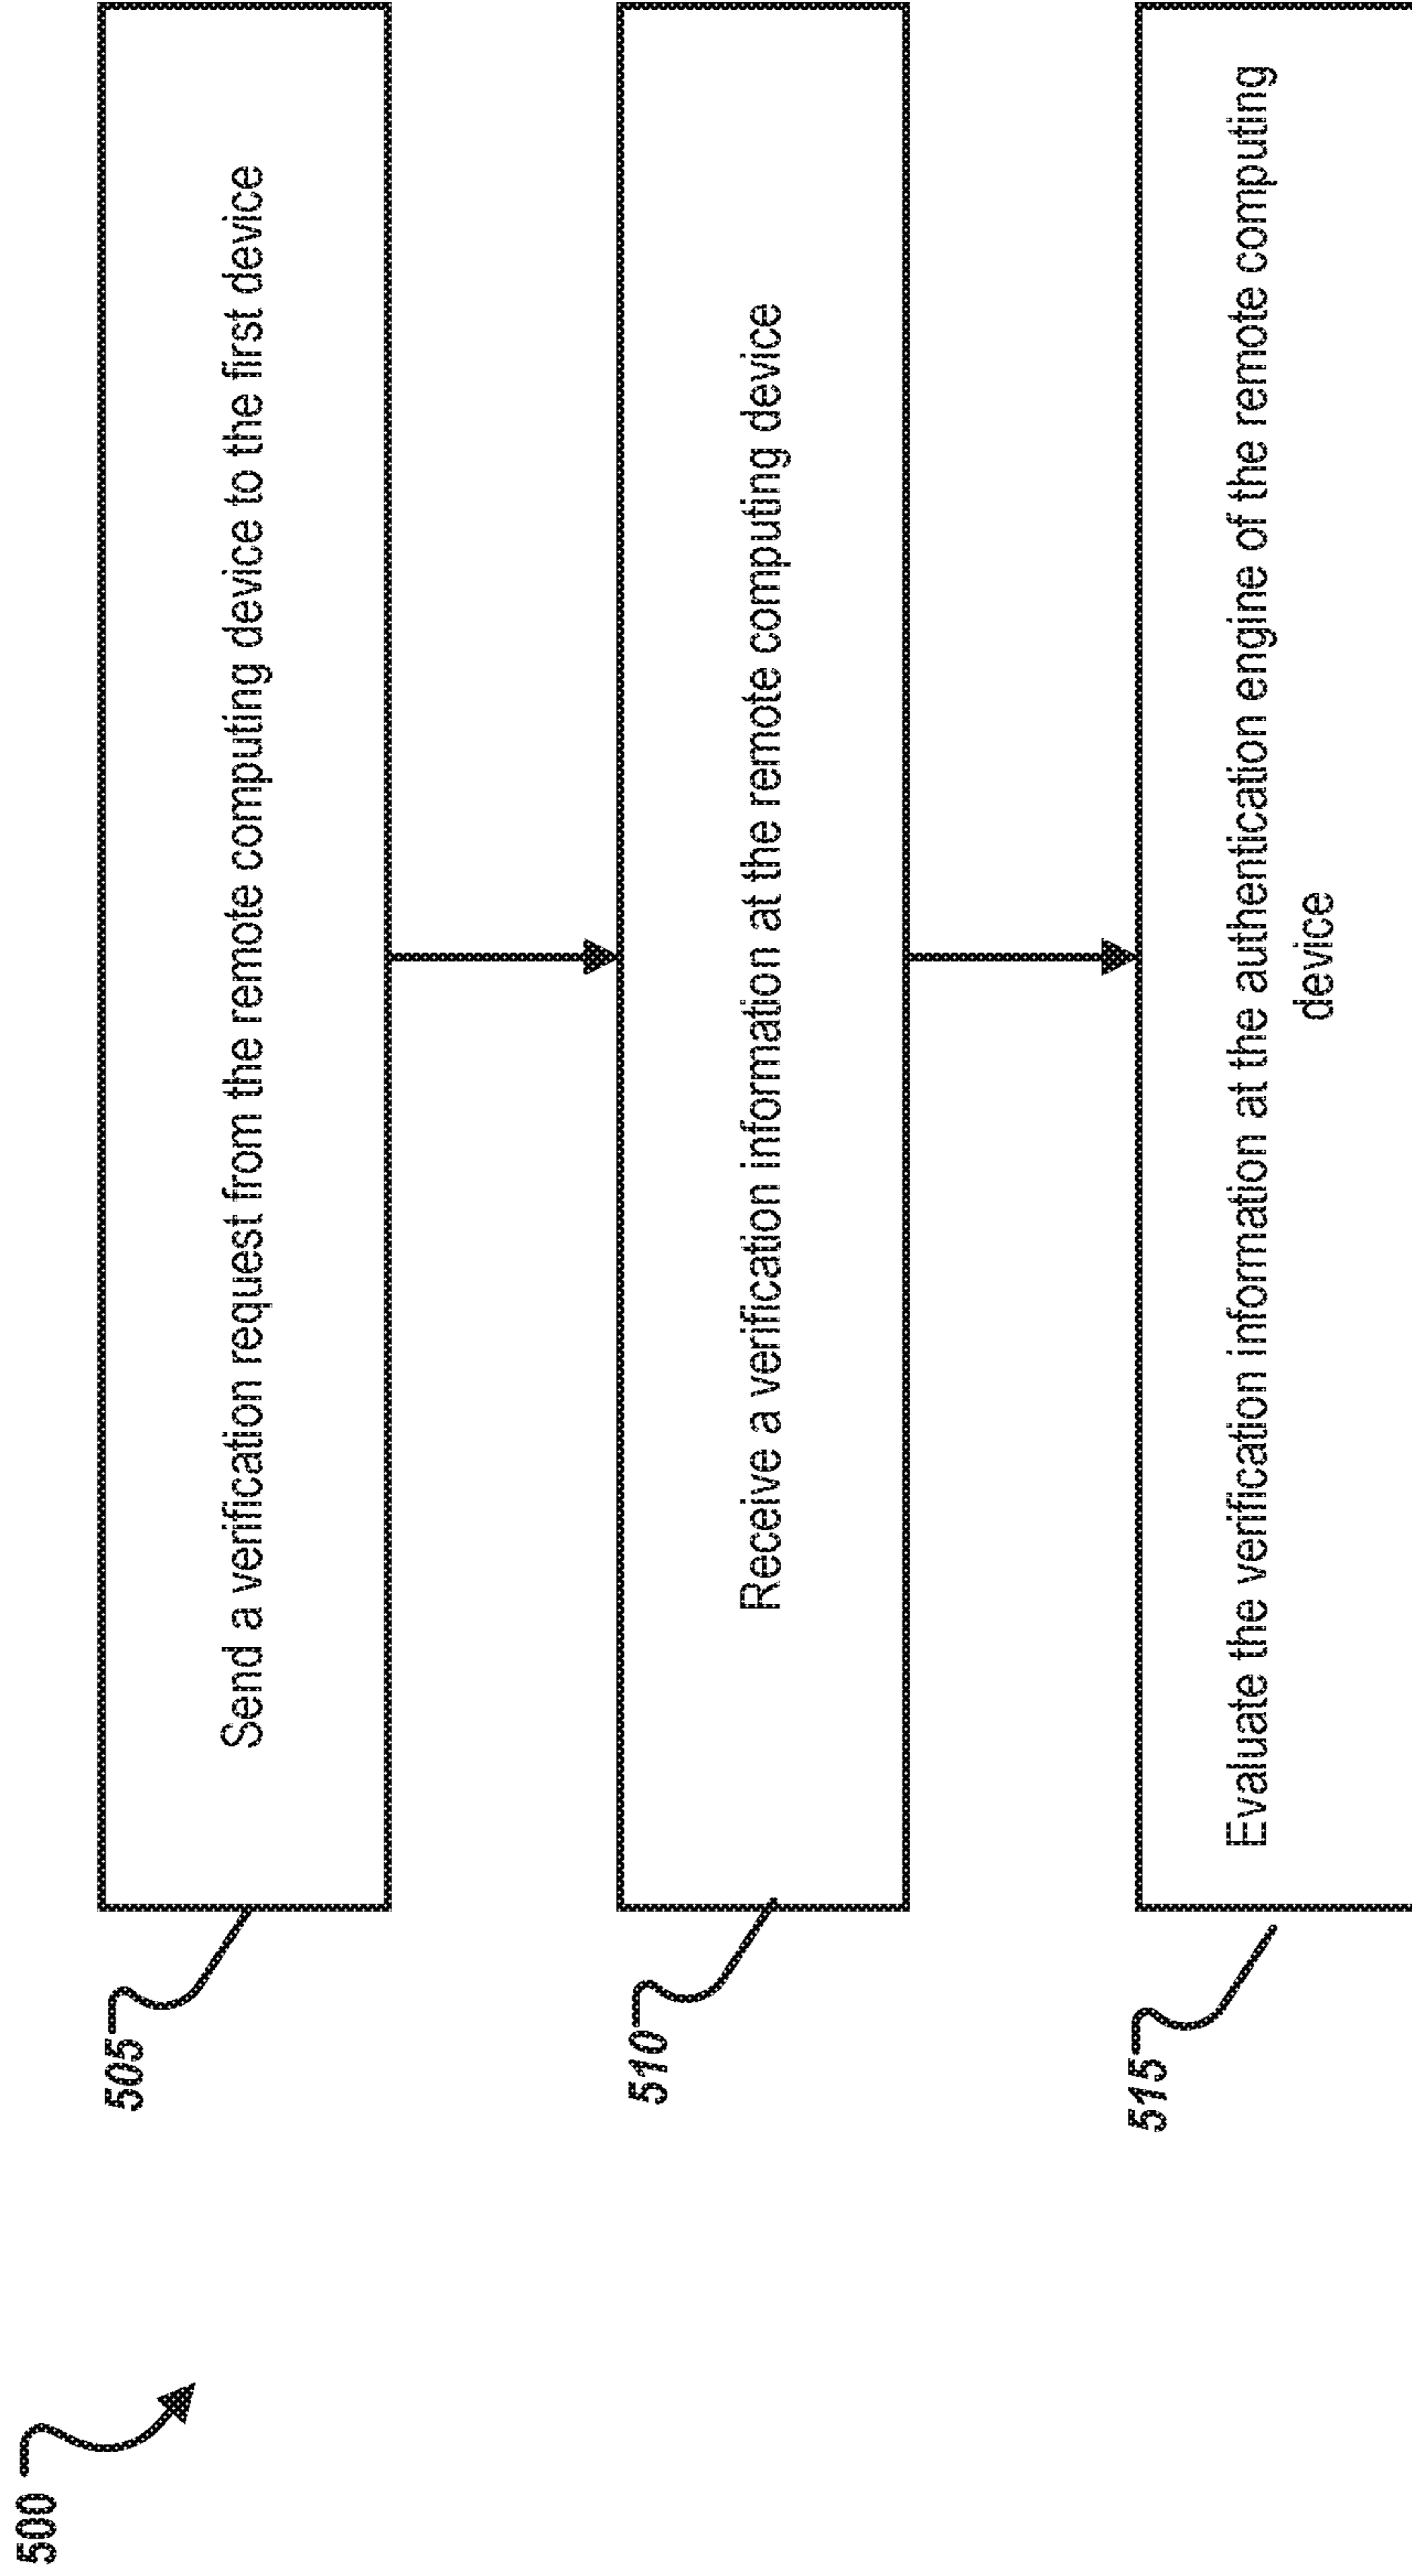 500
505
Send a verification request from the remote computing device to the first device
510
Receive a verification information at the remote computing device
515
Evaluate the verification information at the authentication engine of the remote computing
device